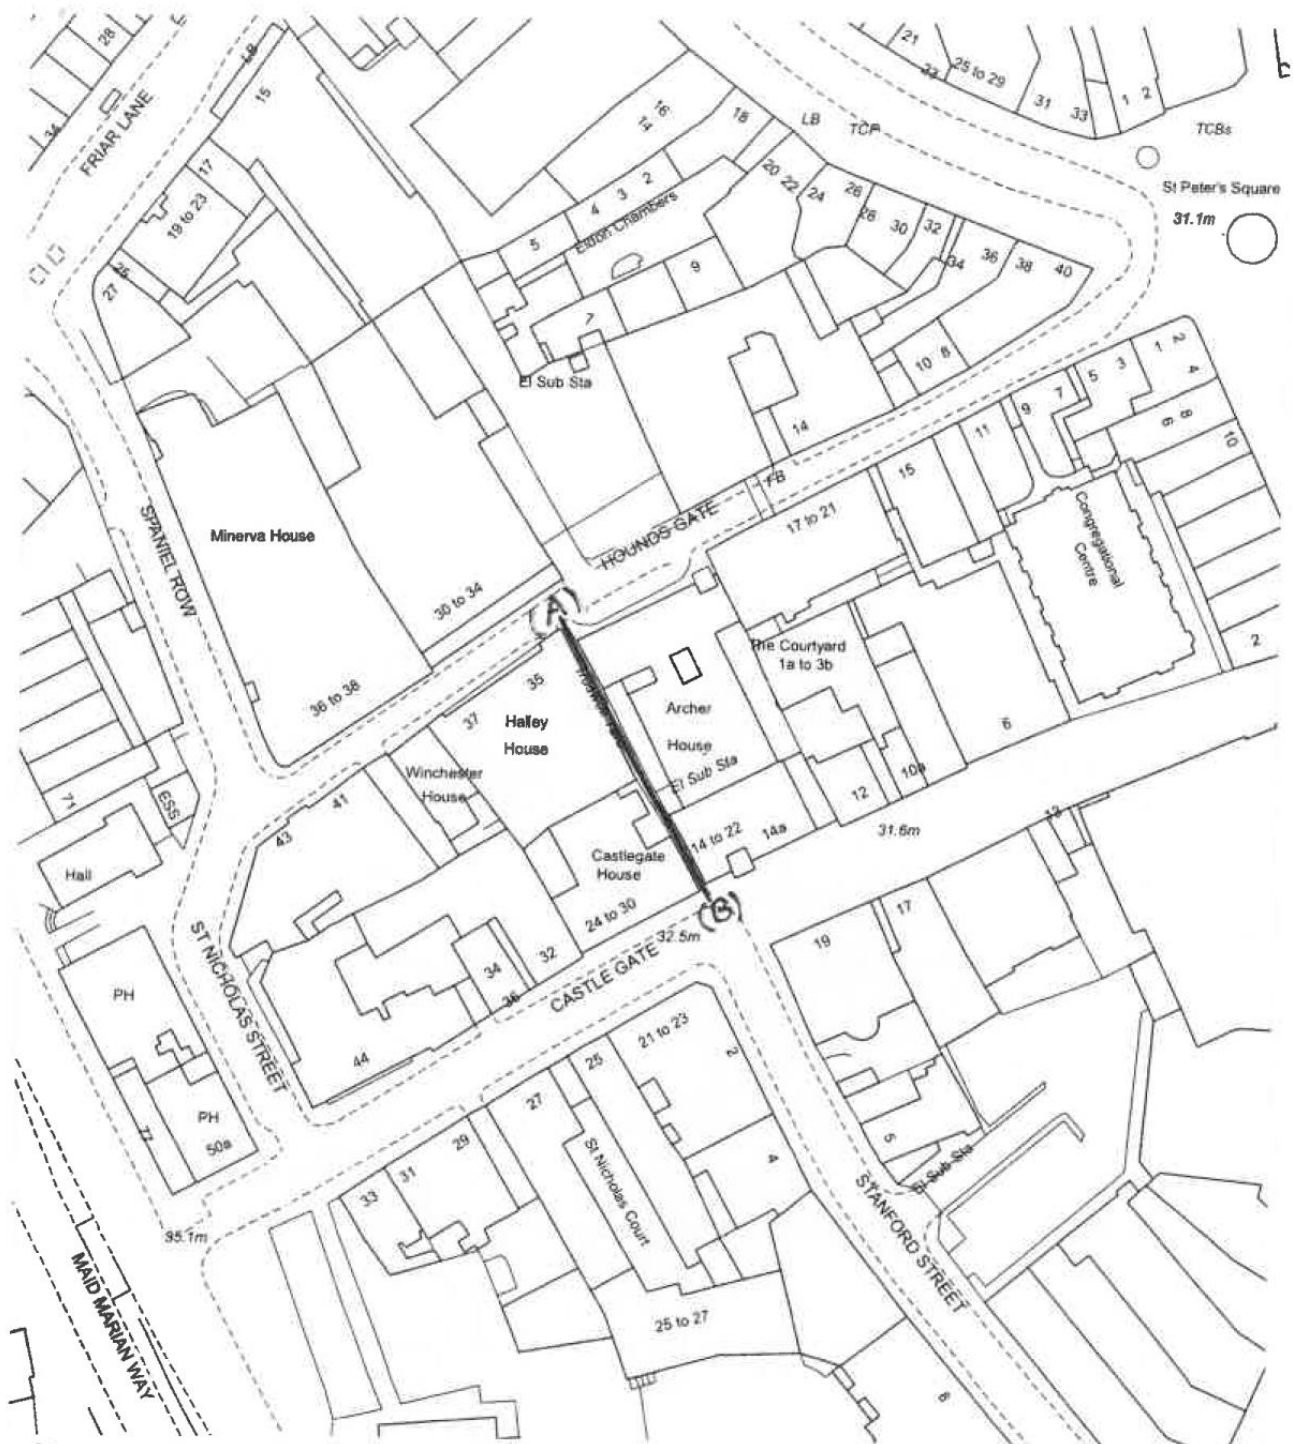 28
34
FRIAR LANE
LB
15
17
19 to 23
25
27
16
14
18
LB
TCP
21
23
25 to 29
31
33
1
2
TCBs
St Peter's Square
31.1m
20
22
24
26
28
30
32
34
36
38
40
2
3
4
5
Eldon Chambers
9
7
El Sub Sta
10
8
14
FB
HOUNDS GATE
17 to 21
15
11
9
7
5
3
1
2
4
8
6
10
Congregational
Centre
2
SPANIEL ROW
Minerva House
30 to 34
36 to 38
(A)
35
37
Halley
House
Archer
House
El Sub Sta
The Courtyard
1a to 3b
6
10a
12
14a
14 to 22
31.6m
13
Winchester
House
41
43
71
ESS
Hall
Castlegate
House
24 to 30
(B)
32.5m
CASTLE GATE
32
34
36
44
ST NICHOLAS STREET
PH
PH
50a
77
35.1m
MAID MARIAN WAY
19
17
21 to 23
25
27
29
31
33
2
4
St Nicholas Court
25 to 27
5
El Sub Sta
STANFORD STREET